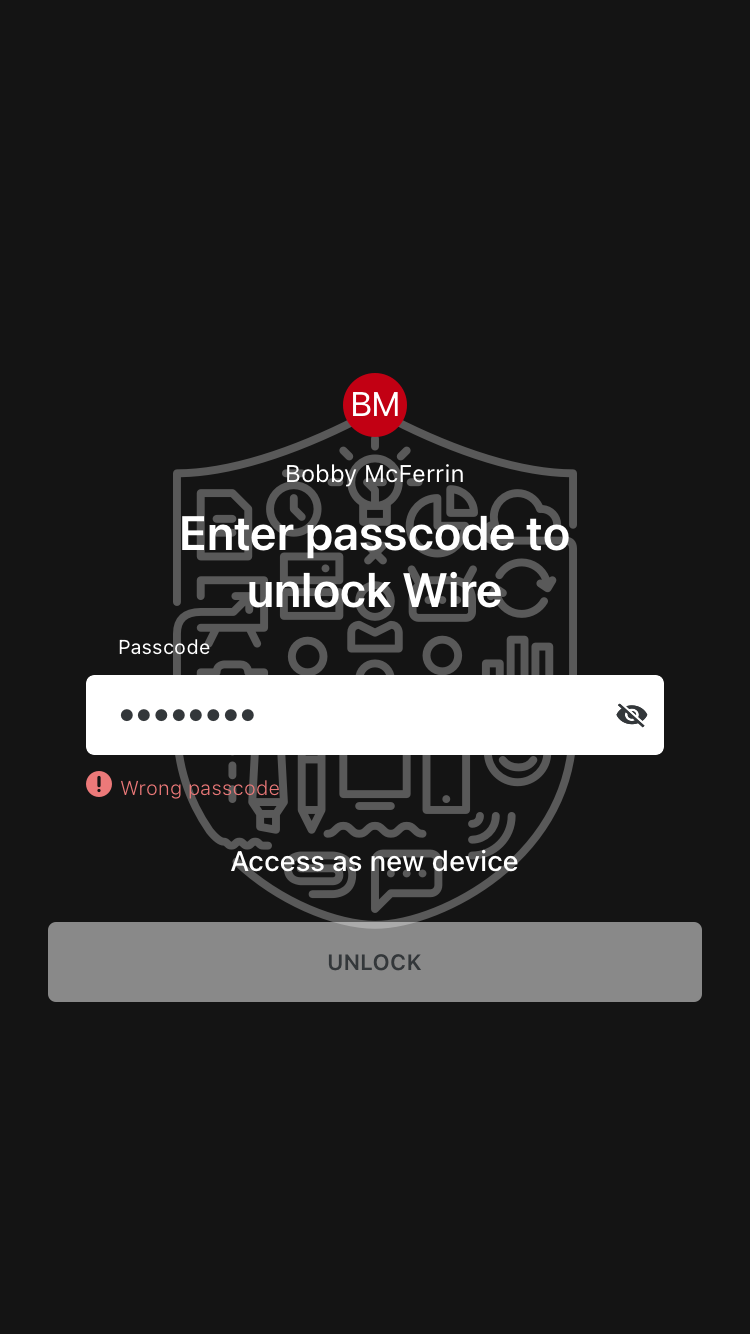 BM
Bobby McFerrin
Enter passcode to
unlock Wire
Passcode
••••••••
Wrong passcode
Access as new device
UNLOCK